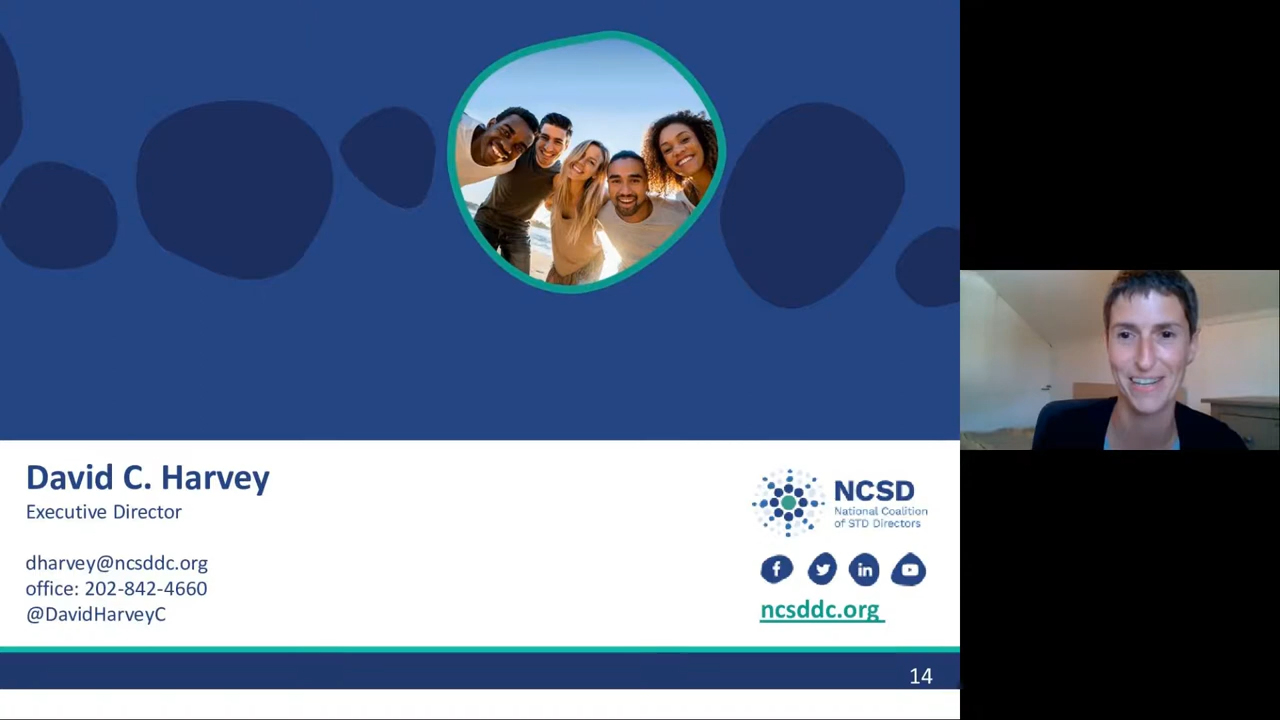 David C. Harvey
Executive Director
dharvey@ncsddc.org
office: 202-842-4660
@DavidHarveyC
NCSD
National Coalition
of STD Directors
ncsddc.org
14